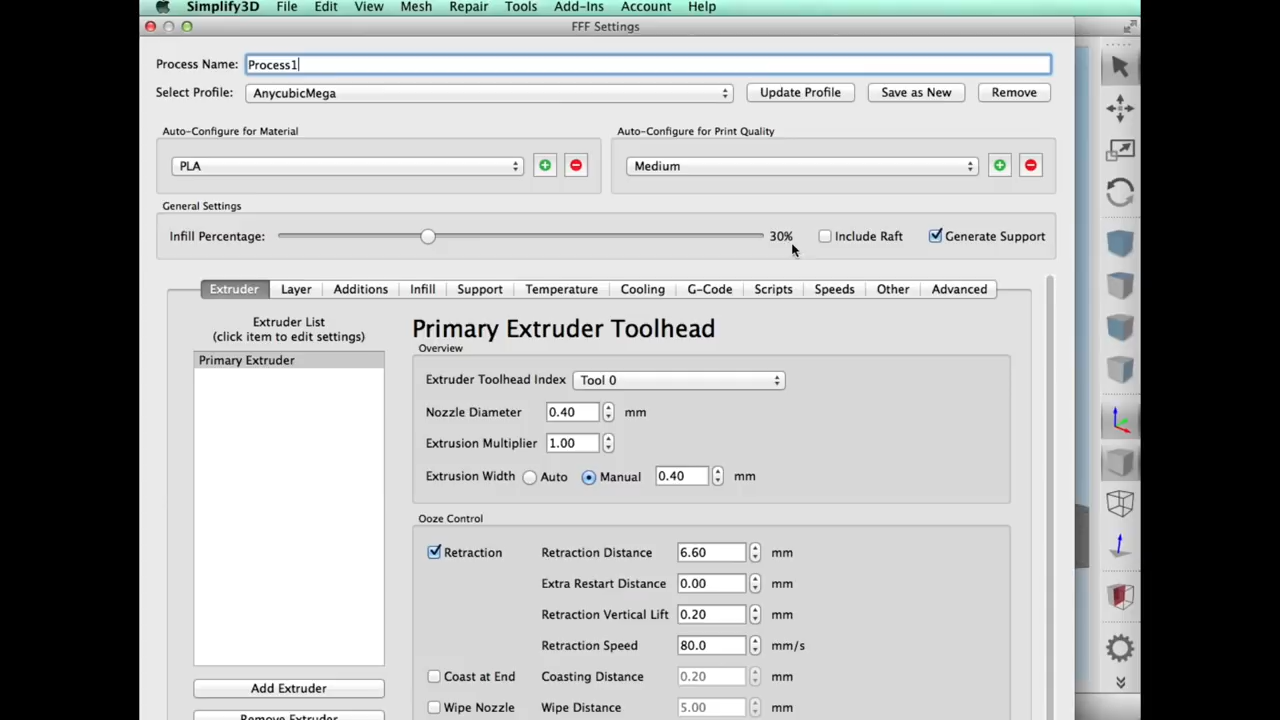 Simplify3D File Edit View Mesh Repair Tools Add-Ins Account Help
FFF Settings
Process Name: Process1
Select Profile: AnycubicMega Update Profile Save as New Remove
Auto-Configure for Material Auto-Configure for Print Quality
PLA Medium
General Settings
Infill Percentage: 30% Include Raft Generate Support
Extruder Layer Additions Infill Support Temperature Cooling G-Code Scripts Speeds Other Advanced
Extruder List
(click item to edit settings)
Primary Extruder
Add Extruder
Remove Extruder
Primary Extruder Toolhead
Overview
Extruder Toolhead Index Tool 0
Nozzle Diameter 0.40 mm
Extrusion Multiplier 1.00
Extrusion Width Auto Manual 0.40 mm
Ooze Control
Retraction Retraction Distance 6.60 mm
Extra Restart Distance 0.00 mm
Retraction Vertical Lift 0.20 mm
Retraction Speed 80.0 mm/s
Coast at End Coasting Distance 0.20 mm
Wipe Nozzle Wipe Distance 5.00 mm